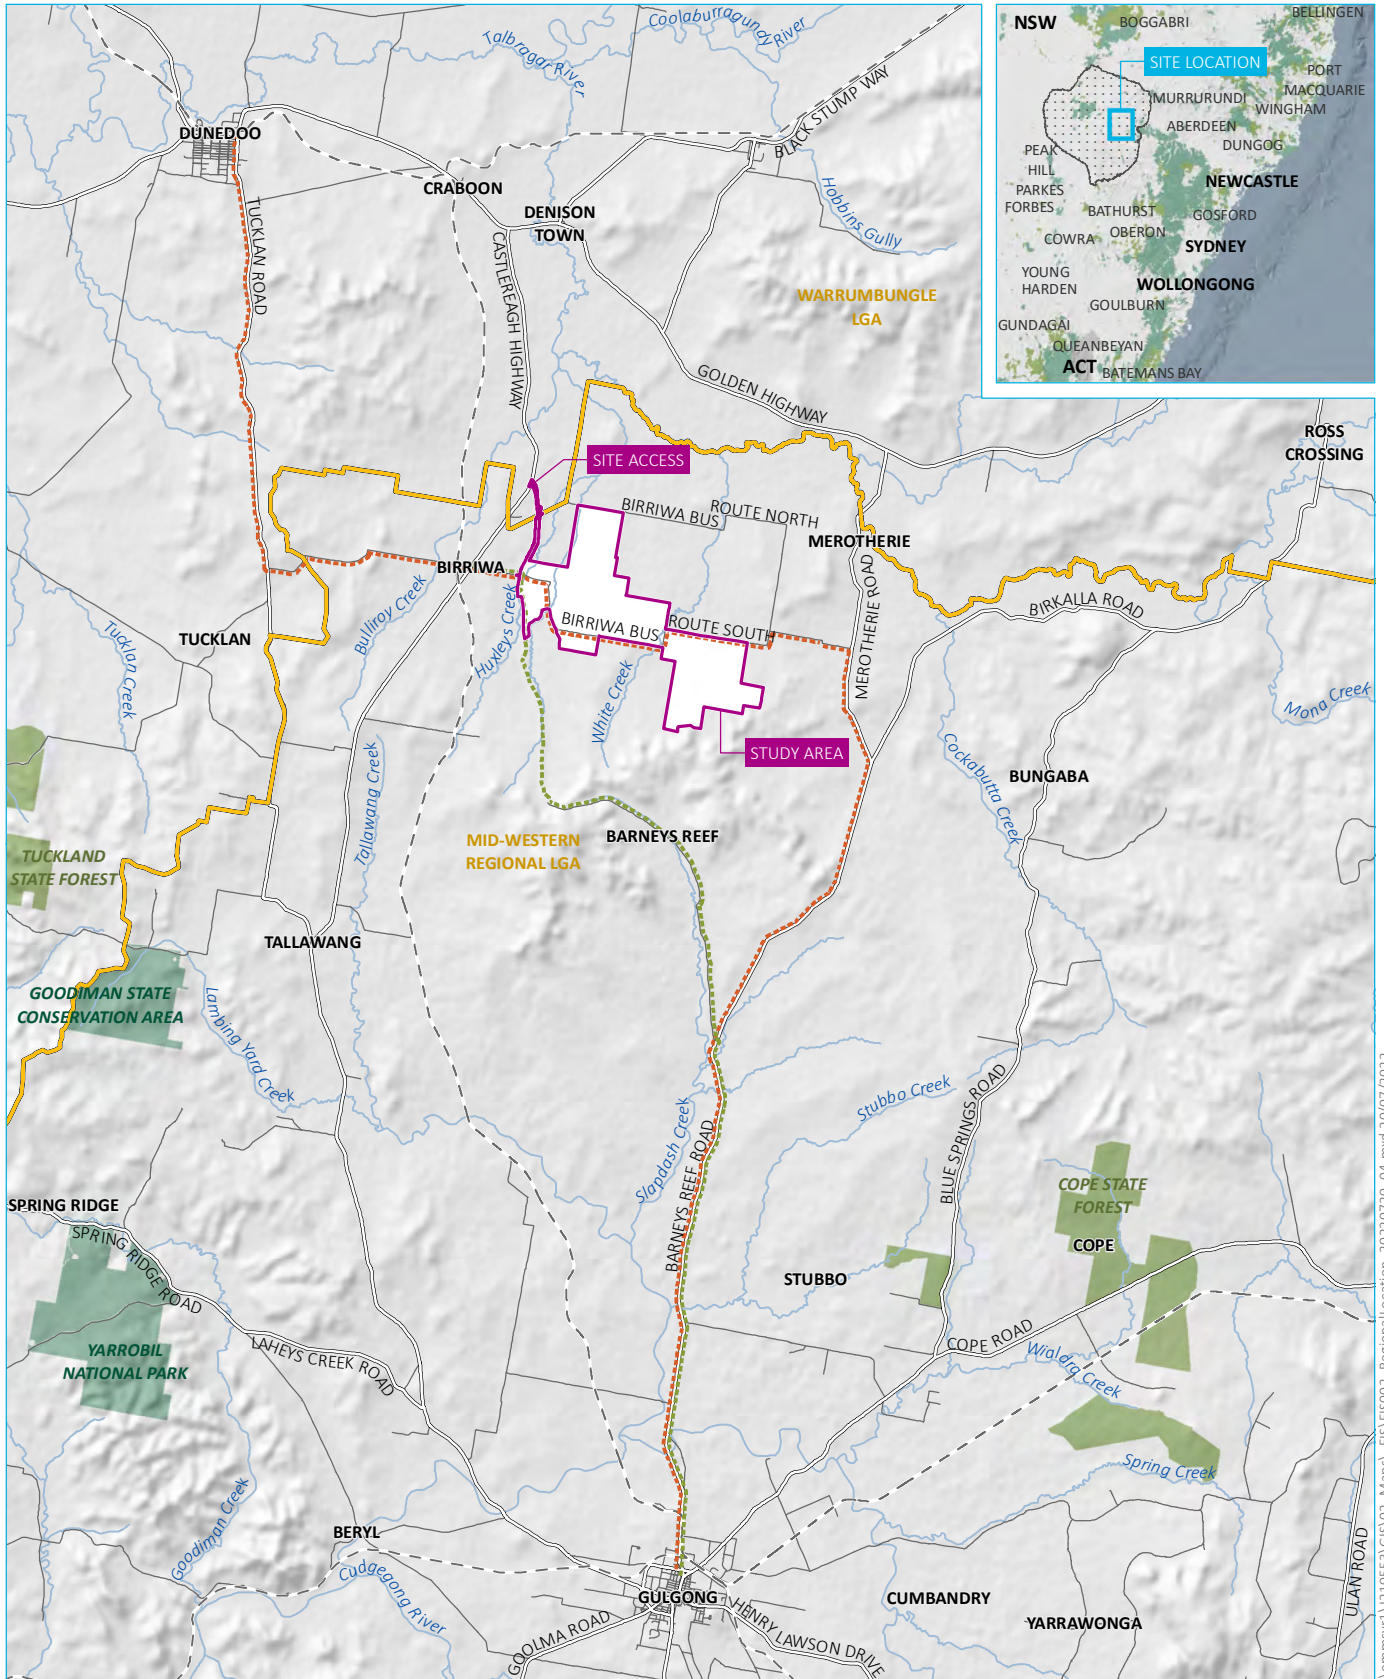 Coolaburragundy
River
Talbragar River
BLACK STUMP WAY
DUNEDOO
CRABOON
DENISON
TOWN
Hobbins Gully
TUCKLAN ROAD
CASTLEREAGH HIGHWAY
WARRUMBUNGLE
LGA
GOLDEN HIGHWAY
NSW
BOGGABRI
BELLINGEN
SITE LOCATION
PORT
MACQUARIE
MURRURUNDI
WINGHAM
ABERDEEN
DUNGOG
PEAK
HILL
PARKES
FORBES
NEWCASTLE
BATHURST
GOSFORD
OBERON
COWRA
SYDNEY
YOUNG
HARDEN
WOLLONGONG
GOULBURN
GUNDAGAI
QUEANBEYAN
ACT
BATEMANS BAY
ROSS
CROSSING
SITE ACCESS
BIRRIWA BUS
ROUTE NORTH
MEROTHERIE
BIRRIWA
Bulliroy Creek
Huxleys Creek
BIRRIWA BUS
ROUTE SOUTH
MEROTHERIE ROAD
BIRKALLA ROAD
TUCKLAN
Tucklan Creek
White Creek
Mona Creek
STUDY AREA
Tallawang Creek
Cockabutta Creek
BUNGABA
MID-WESTERN
REGIONAL LGA
BARNEYS REEF
TUCKLAND
STATE FOREST
TALLAWANG
GOODIMAN STATE
CONSERVATION AREA
Lambing Yard Creek
Stubbo Creek
BLUE SPRINGS ROAD
Slapdash Creek
BARNEYS REEF ROAD
COPE STATE
FOREST
COPE
SPRING RIDGE
SPRING RIDGE ROAD
STUBBO
YARROBIL
NATIONAL PARK
LAHEYS CREEK ROAD
COPE ROAD
Wialdra Creek
Spring Creek
Goodiman Creek
BERYL
Cudgegong
River
GULGONG
GOOLMA ROAD
HENRY LAWSON DRIVE
CUMBANDRY
YARRAWONGA
ULAN ROAD